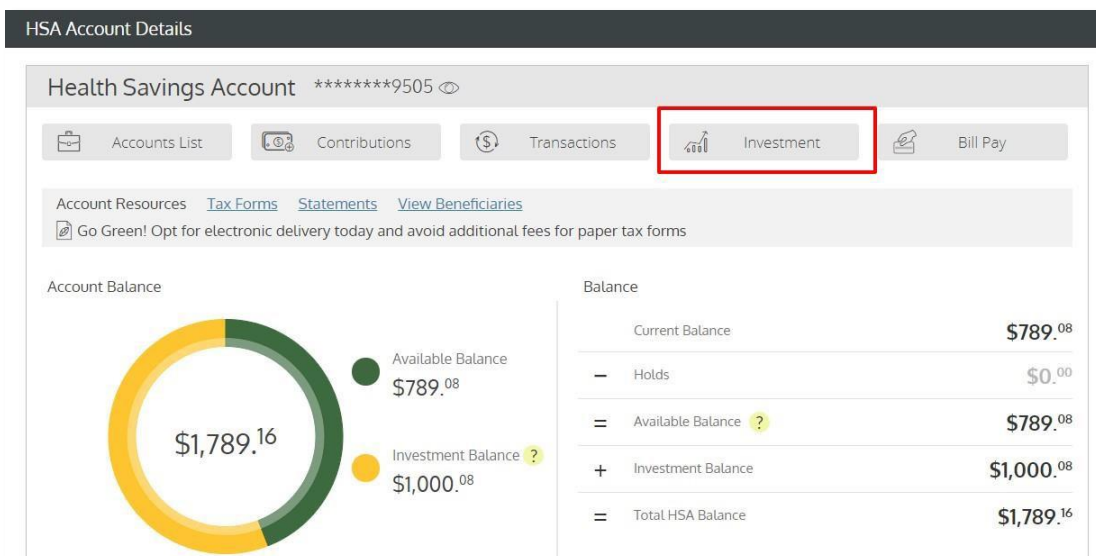 HSA Account Details
Health Savings Account ********9505
Accounts List Contributions Transactions Investment Bill Pay
Account Resources Tax Forms Statements View Beneficiaries
Go Green! Opt for electronic delivery today and avoid additional fees for paper tax forms
Account Balance
$1,789.16
Available Balance
$789.08
Investment Balance ?
$1,000.08
Balance
Current Balance $789.08
− Holds $0.00
= Available Balance ? $789.08
+ Investment Balance $1,000.08
= Total HSA Balance $1,789.16